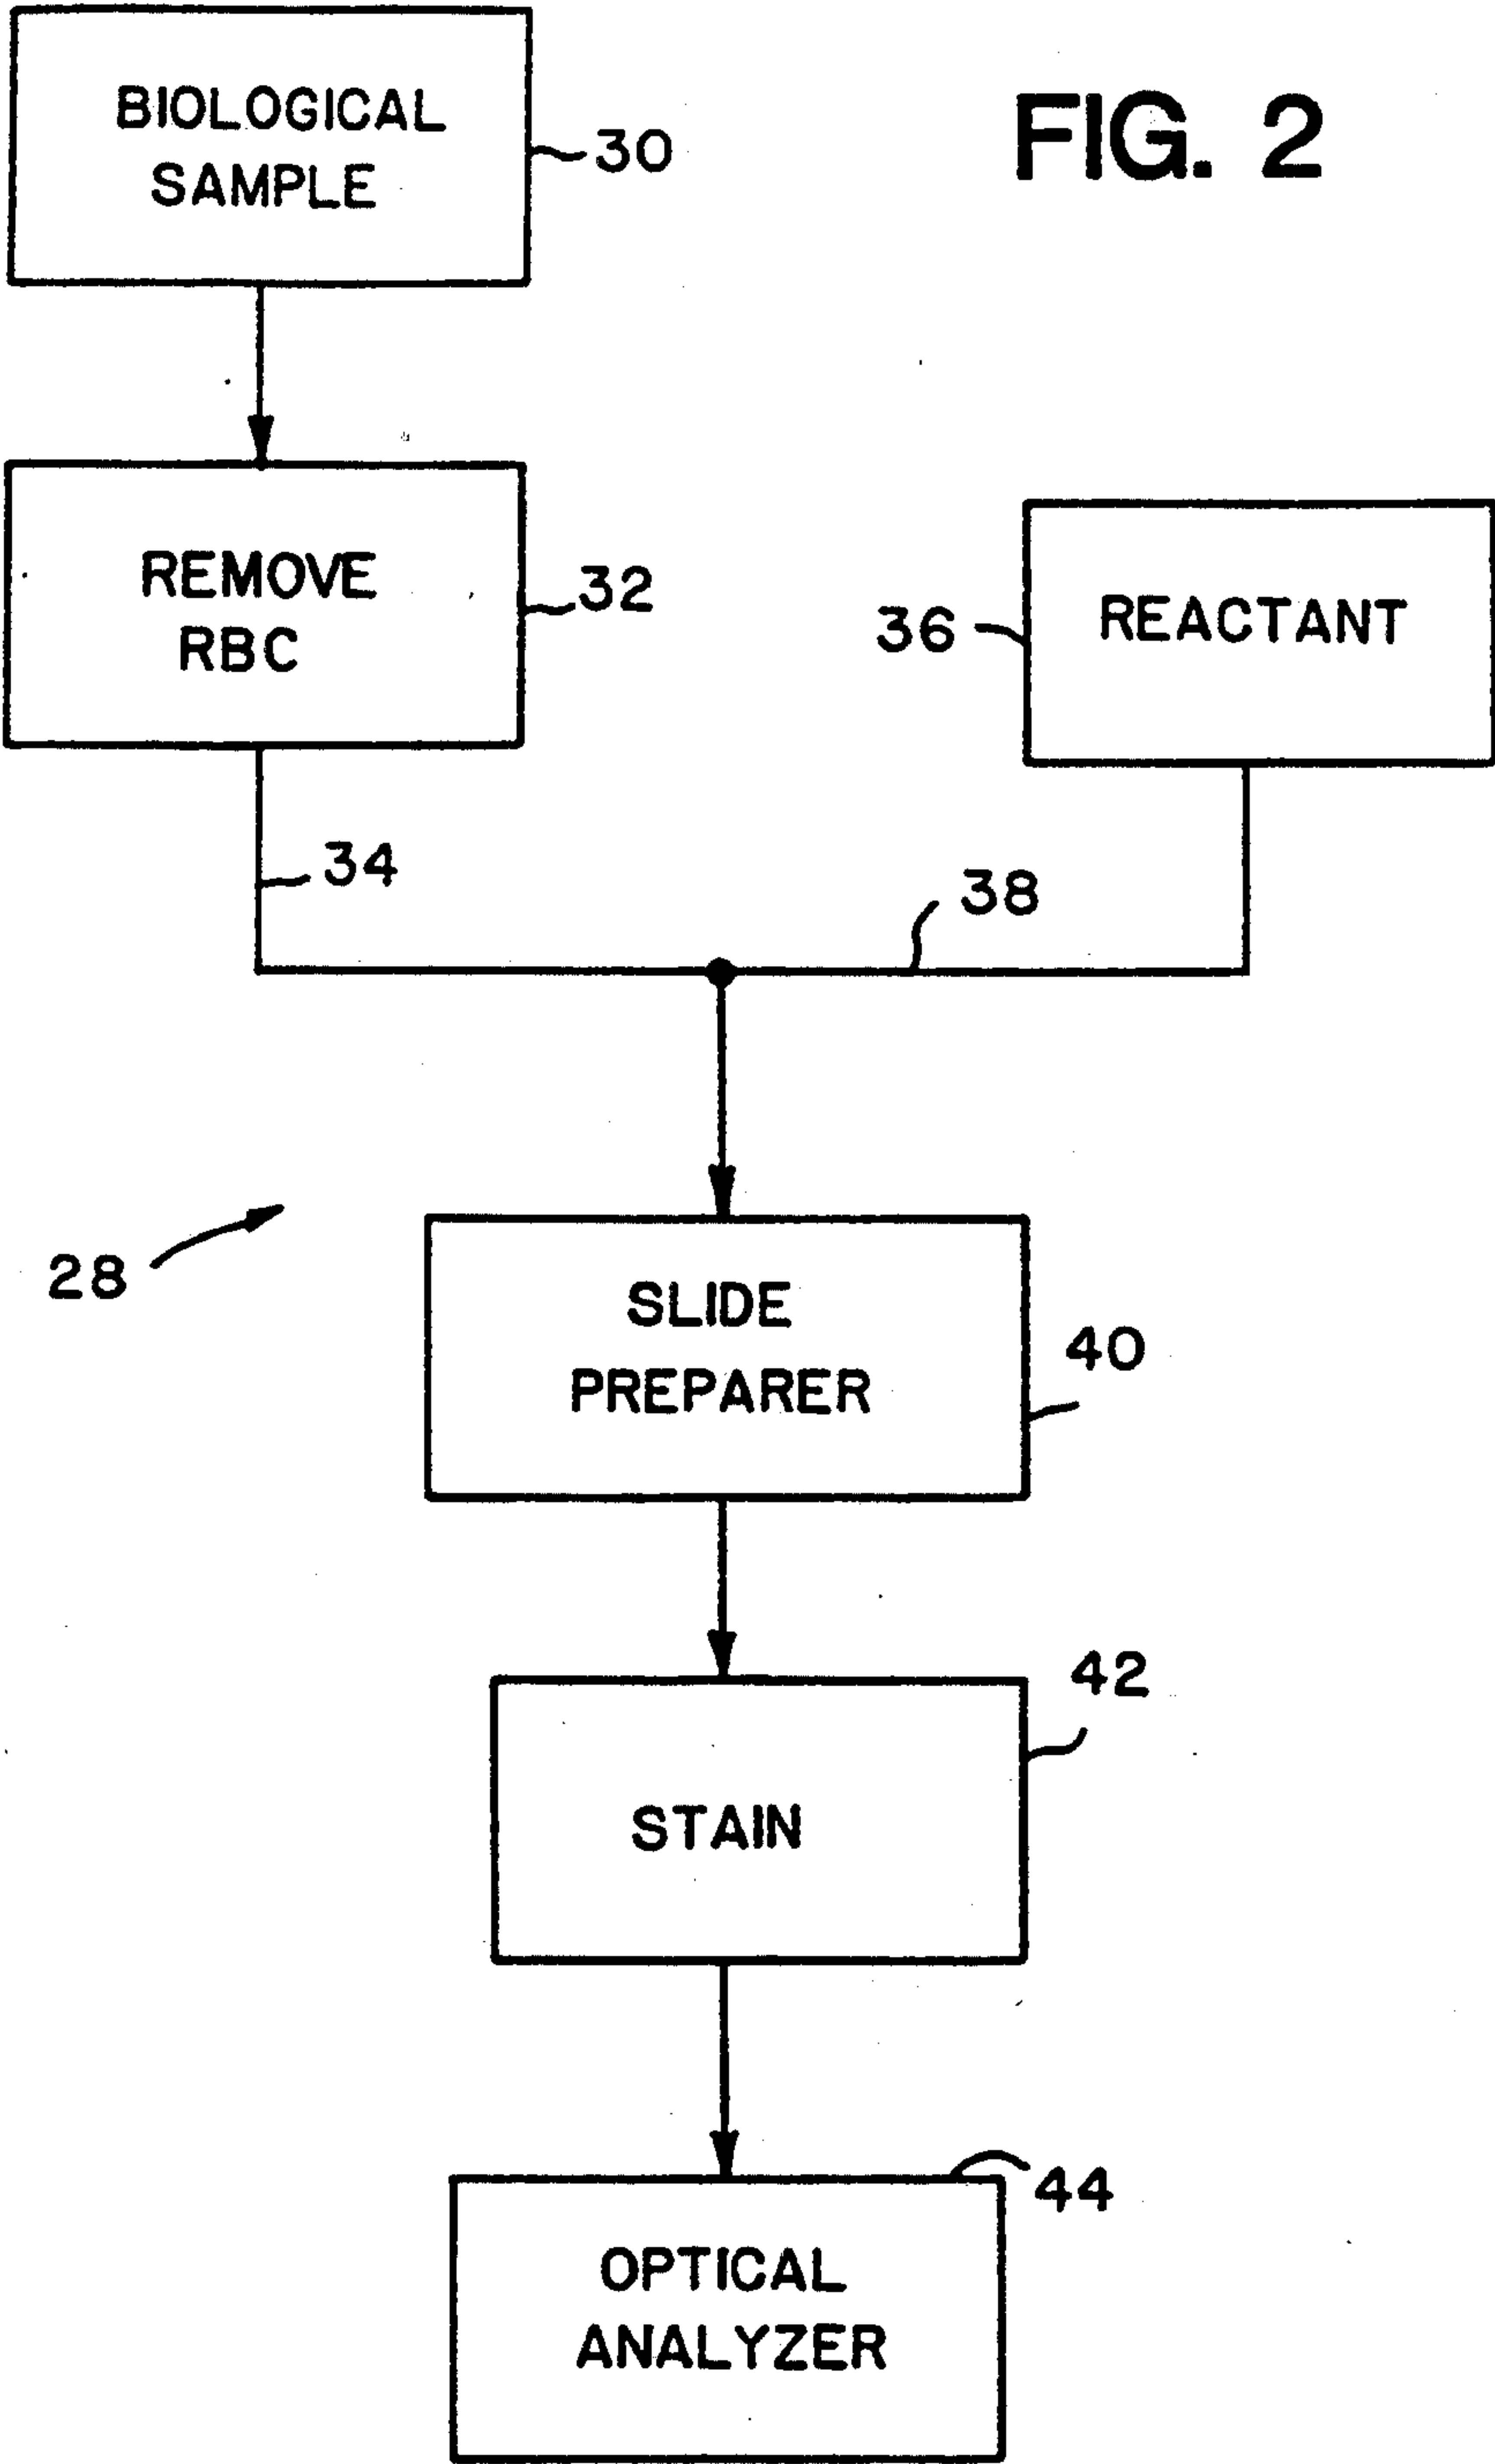 FIG. 2
BIOLOGICAL
SAMPLE
30
REMOVE
RBC
32
36
REACTANT
34
38
28
SLIDE
PREPARER
40
42
STAIN
44
OPTICAL
ANALYZER